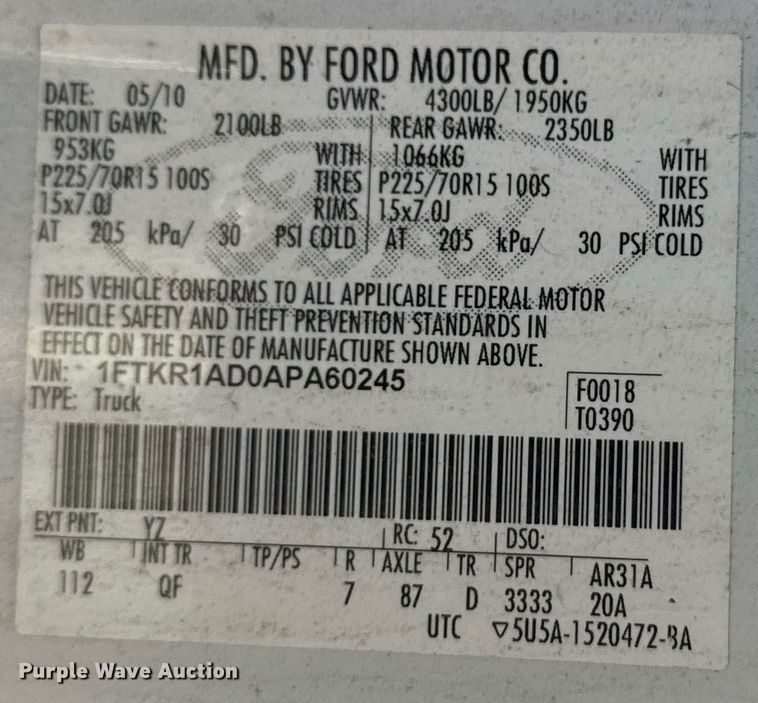 MFD. BY FORD MOTOR CO.
DATE: 05/10 GVWR: 4300LB/ 1950KG
FRONT GAWR: 2100LB REAR GAWR: 2350LB
953KG WITH 1066KG WITH
P225/70R15 100S TIRES P225/70R15 100S TIRES
15x7.0J RIMS 15x7.0J RIMS
AT 205 kPa/ 30 PSI COLD AT 205 kPa/ 30 PSI COLD
THIS VEHICLE CONFORMS TO ALL APPLICABLE FEDERAL MOTOR
VEHICLE SAFETY AND THEFT PREVENTION STANDARDS IN
EFFECT ON THE DATE OF MANUFACTURE SHOWN ABOVE.
VIN: 1FTKR1AD0APA60245
F0018
TYPE: Truck
T0390
EXT PNT: YZ RC: 52 DSO:
WB INT TR TP/PS R AXLE TR SPR AR31A
112 QF 7 87 D 3333 20A
UTC ▽5U5A-1520472-BA
Purple Wave Auction